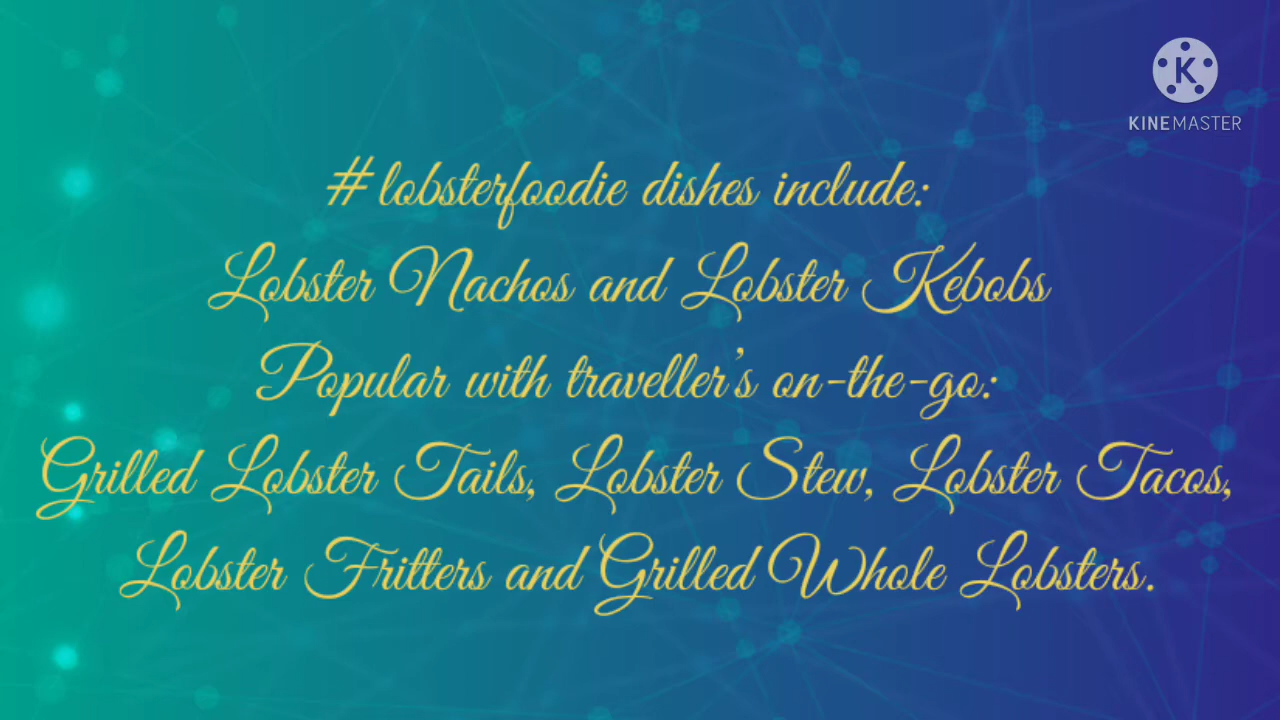 KINEMASTER
#lobsterfoodie dishes include:
Lobster Nachos and Lobster Kebobs
Popular with traveller's on-the-go:
Grilled Lobster Tails, Lobster Stew, Lobster Tacos,
Lobster Fritters and Grilled Whole Lobsters.